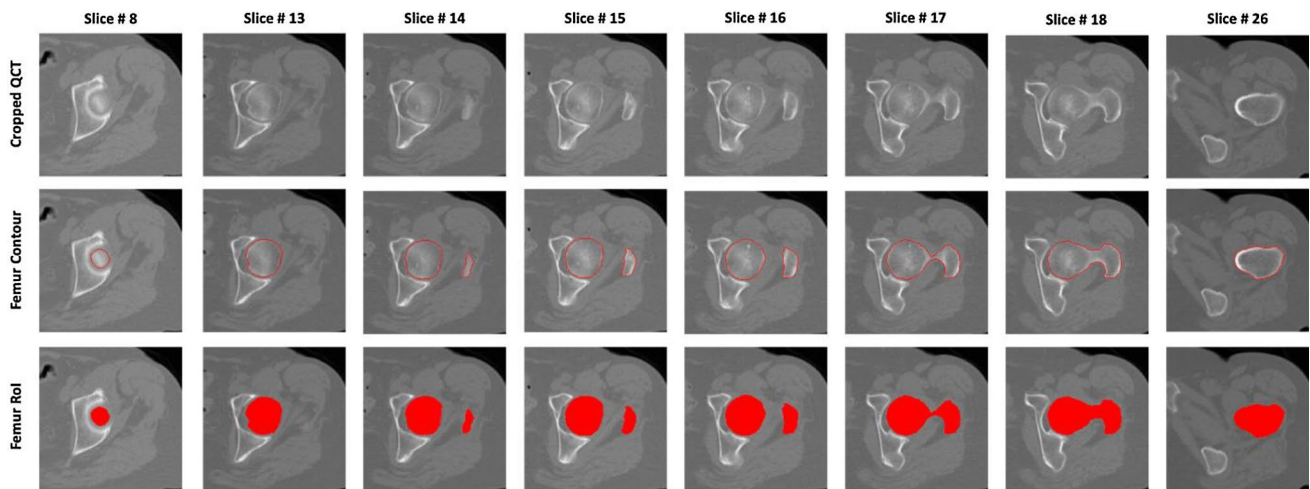 Slice # 8 Slice # 13 Slice # 14 Slice # 15 Slice # 16 Slice # 17 Slice # 18 Slice # 26
Cropped QCT
Femur Contour
Femur RoI